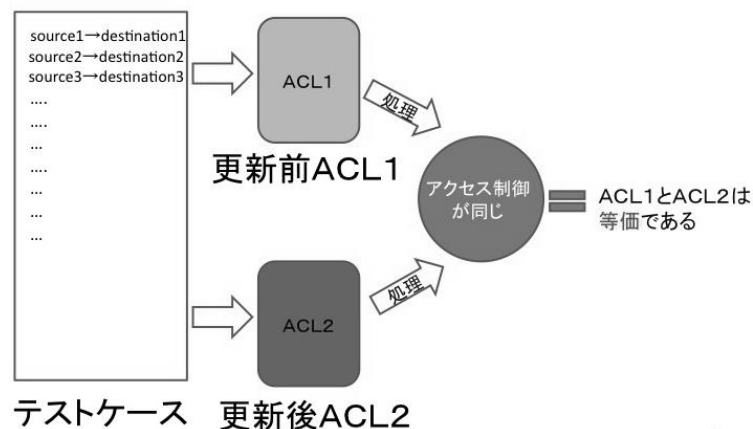 source1→destination1
source2→destination2
source3→destination3
....
....
...
....
...
...
...
テストケース
ACL1
更新前ACL1
処理
ACL2
更新後ACL2
処理
アクセス制御
が同じ
ACL1とACL2は
等価である